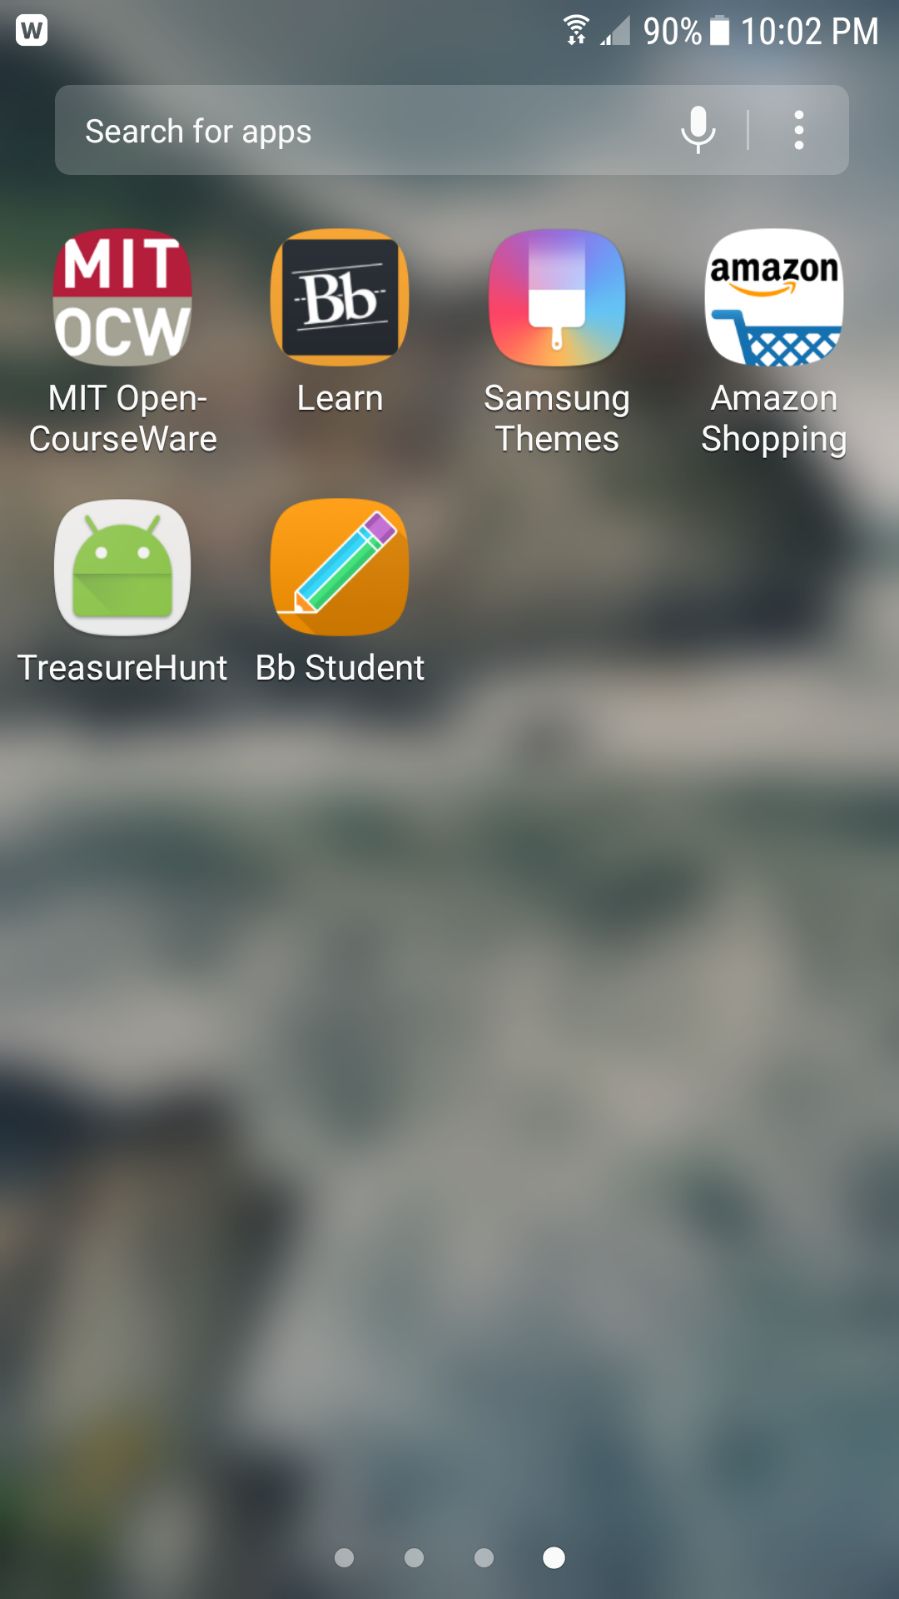 W 90% 10:02 PM
Search for apps
MIT
OCW
Bb
amazon
MIT Open-
CourseWare
Learn
Samsung
Themes
Amazon
Shopping
TreasureHunt
Bb Student